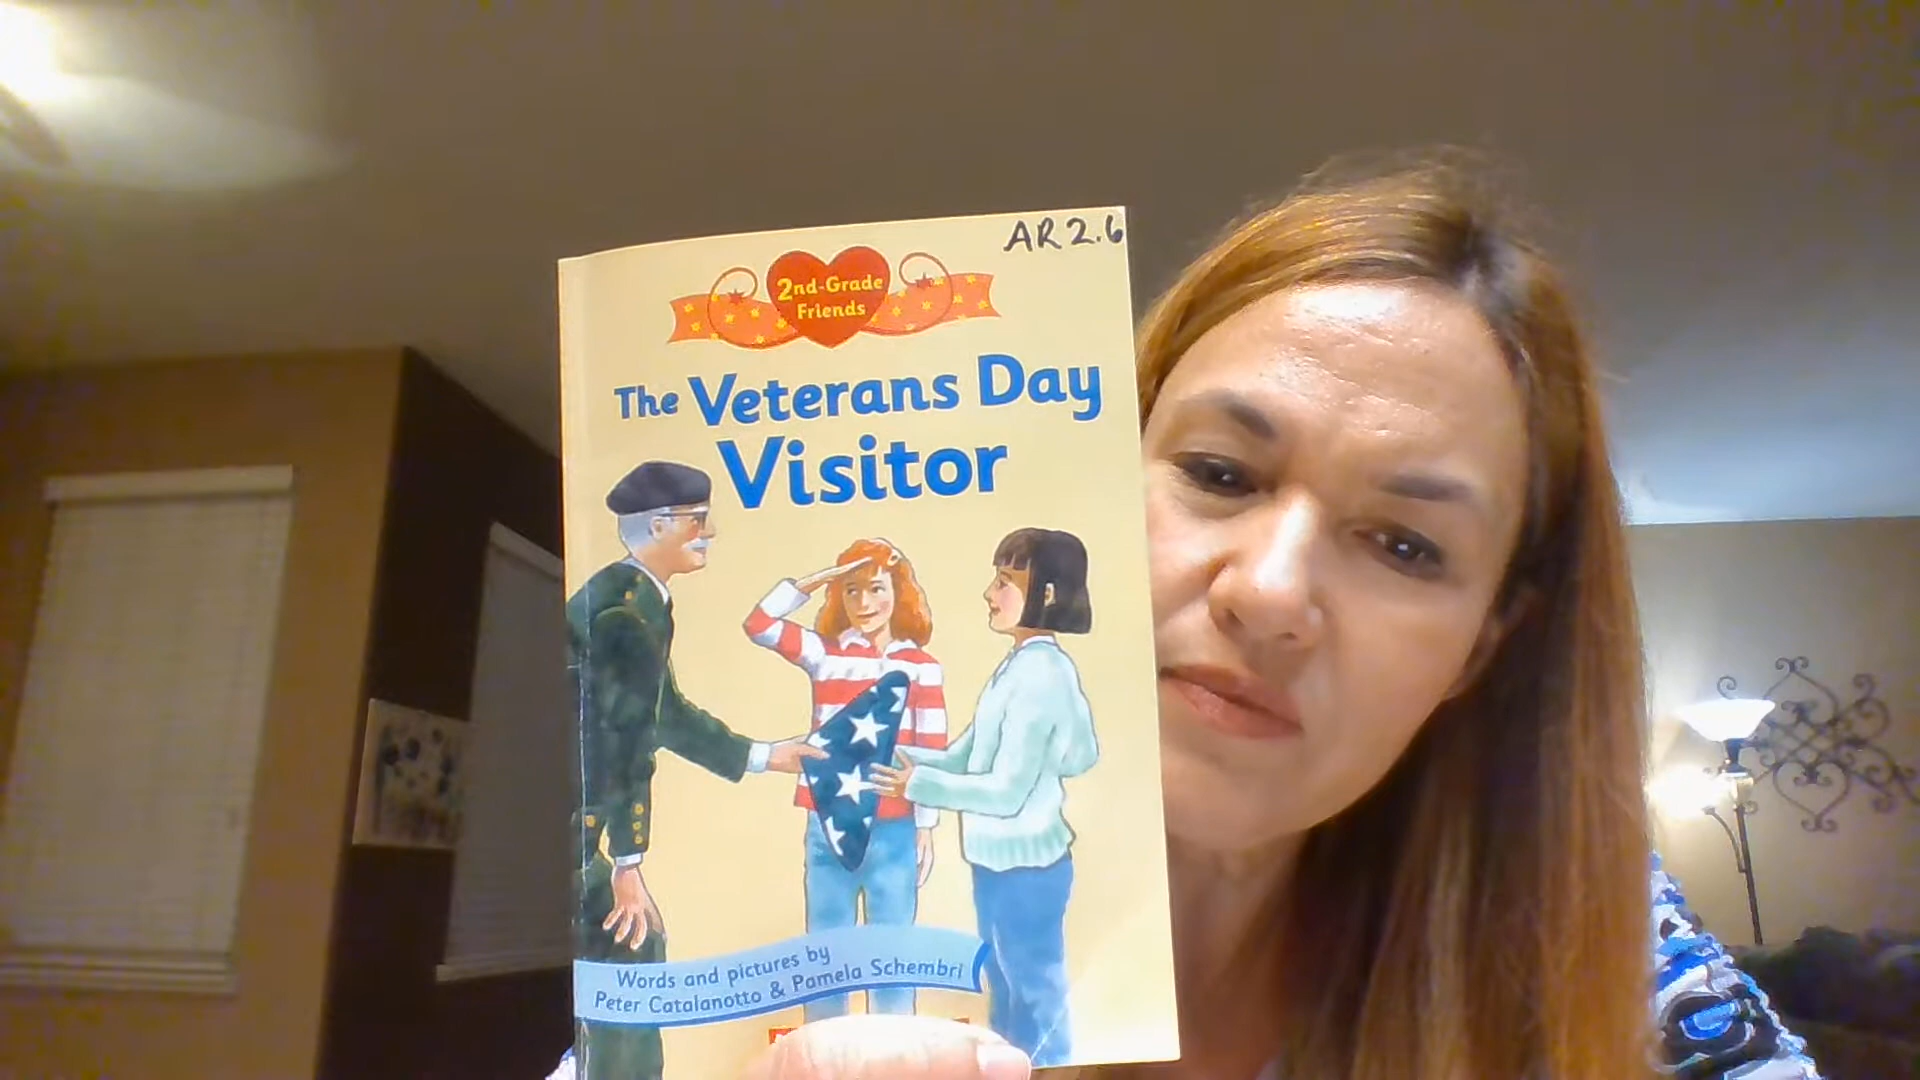 AR 2.6
2nd-Grade
Friends
The Veterans Day
Visitor
Words and pictures by
Peter Catalanotto & Pamela Schembri